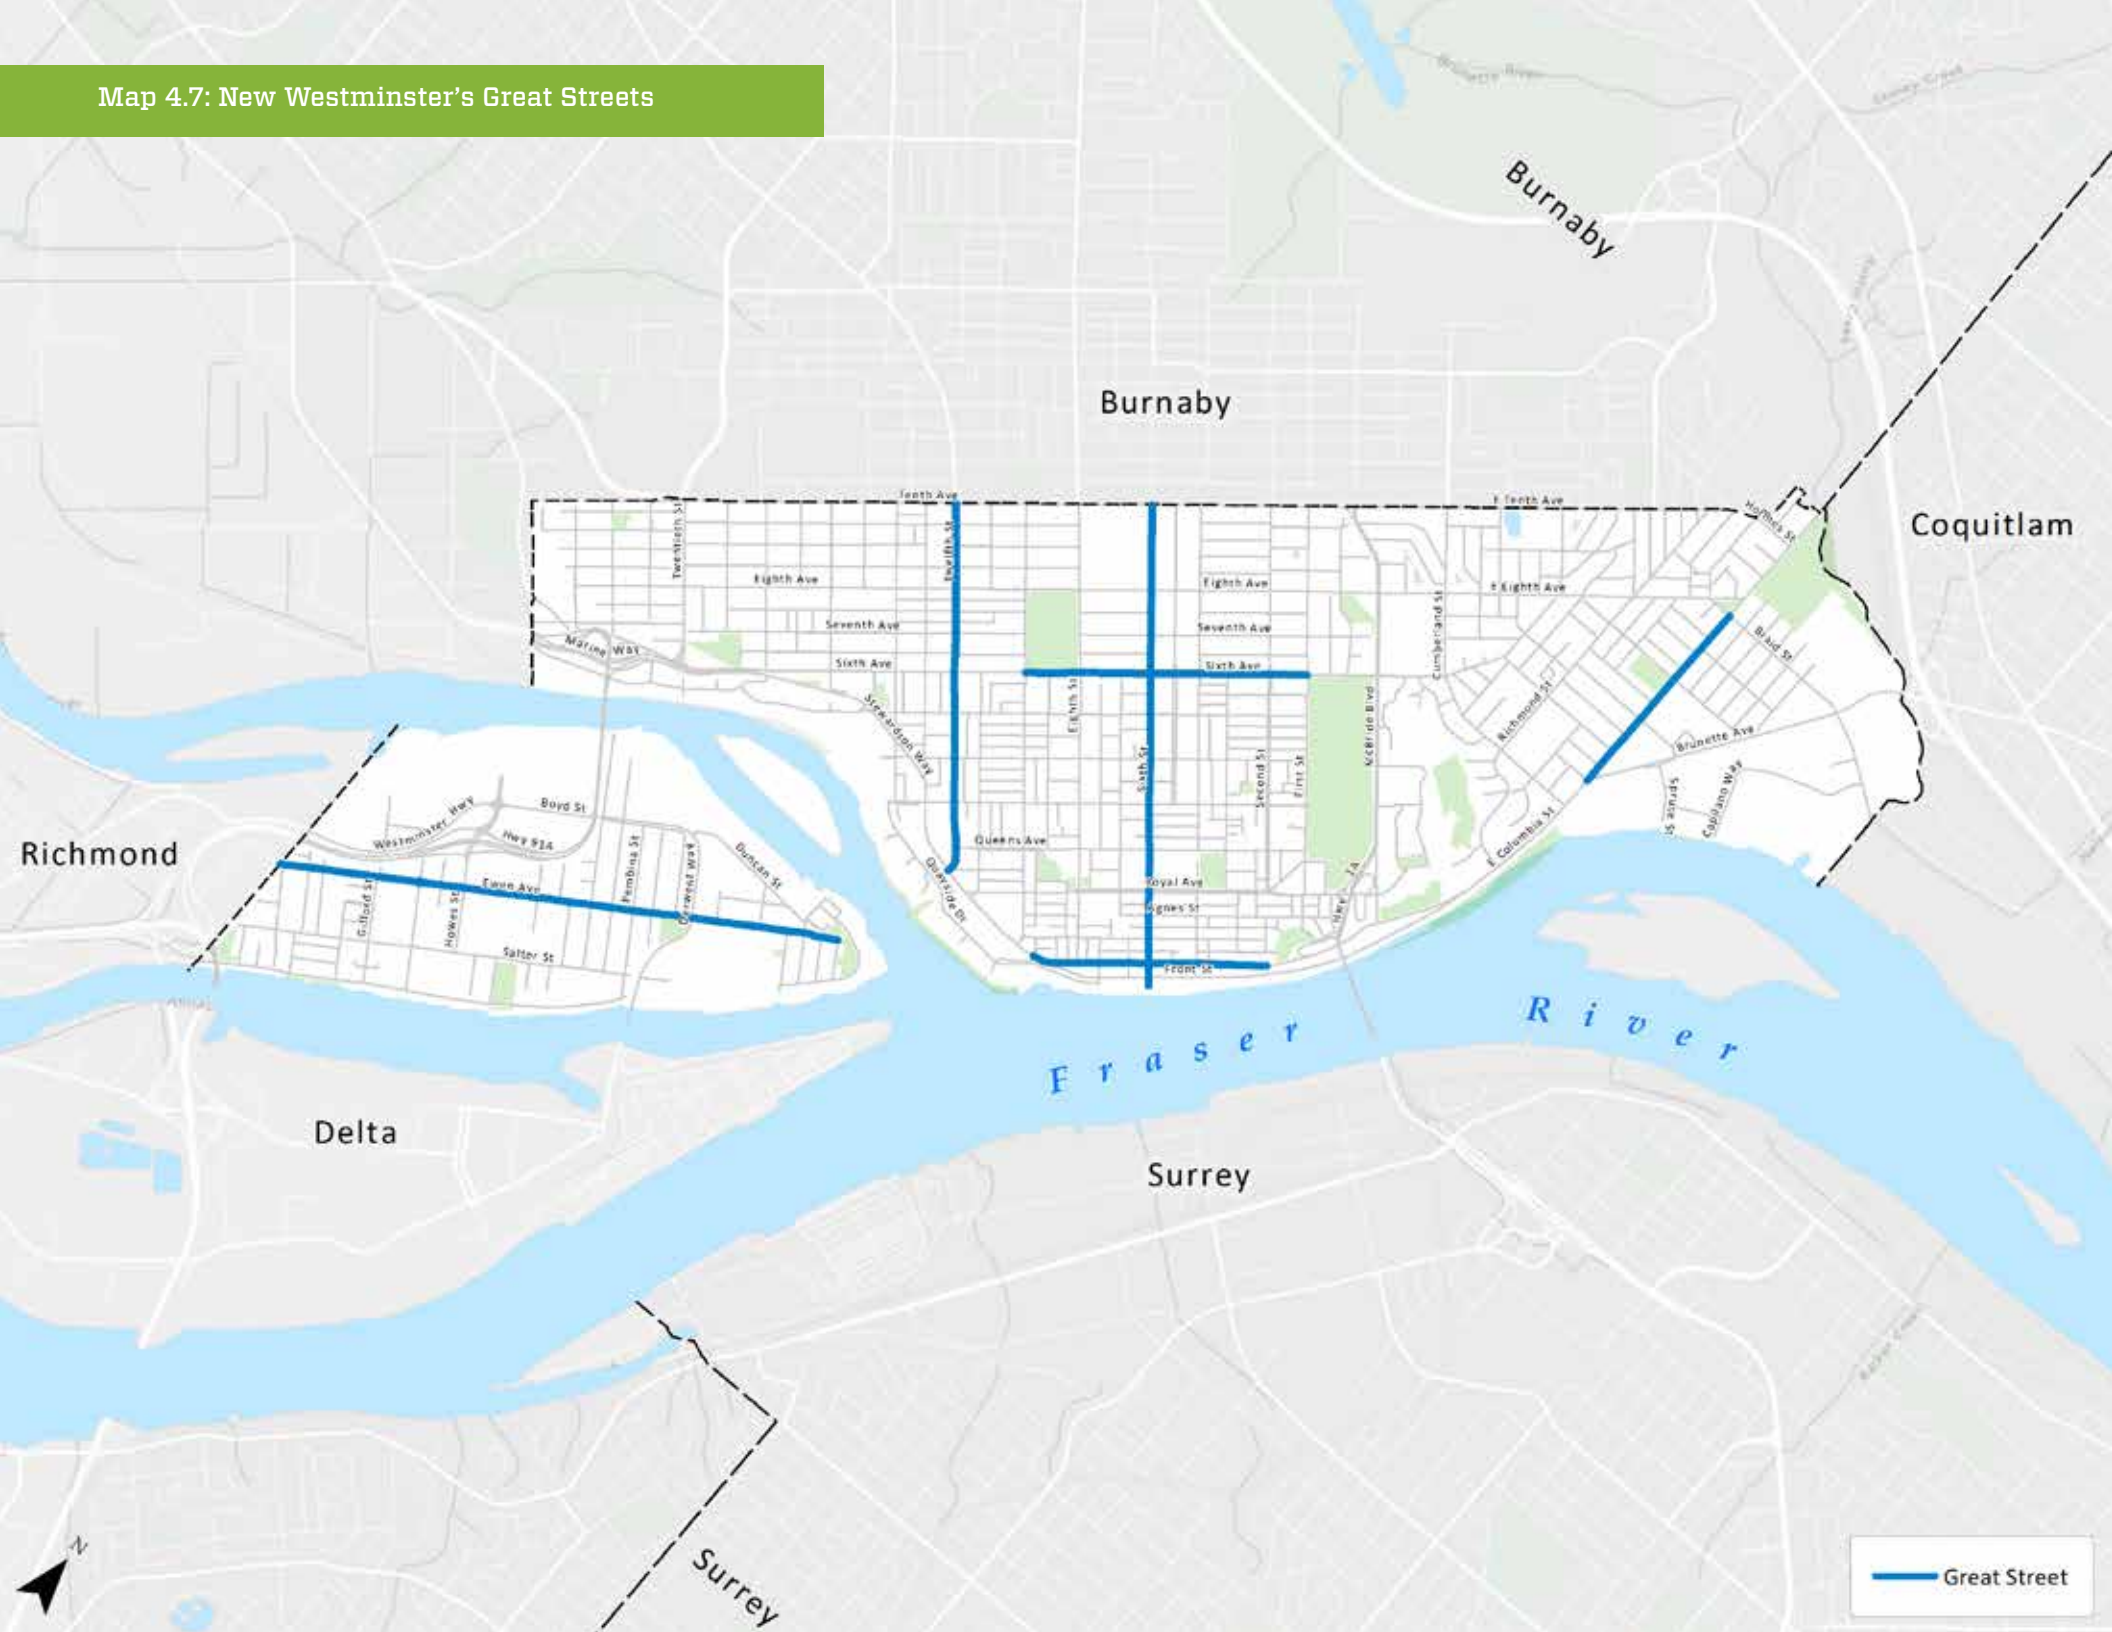 Map 4.7: New Westminster's Great Streets
Brunette River
Stoney Creek
Burnaby
Burnaby
Coquitlam
Tenth Ave
E Tenth Ave
Holmes St
Twentieth St
Twelfth St
Eighth Ave
Eighth Ave
E Eighth Ave
Cumberland St
Seventh Ave
Seventh Ave
Marine Way
Sixth Ave
Sixth Ave
Braid St
Eighth St
Stewardson Way
McBride Blvd
Richmond St
Brunette Ave
Sixth St
Second St
First St
Spruse St
Capilano Way
Westminster Hwy
Boyd St
Hwy 91A
Richmond
Queens Ave
E Columbia St
Pembina St
Derwent Way
Duncan St
Quayside Dr
Ewen Ave
Gifford St
Howes St
Royal Ave
Agnes St
Hwy 1A
Salter St
Front St
Fraser River
Delta
Surrey
N
Surrey
Great Street